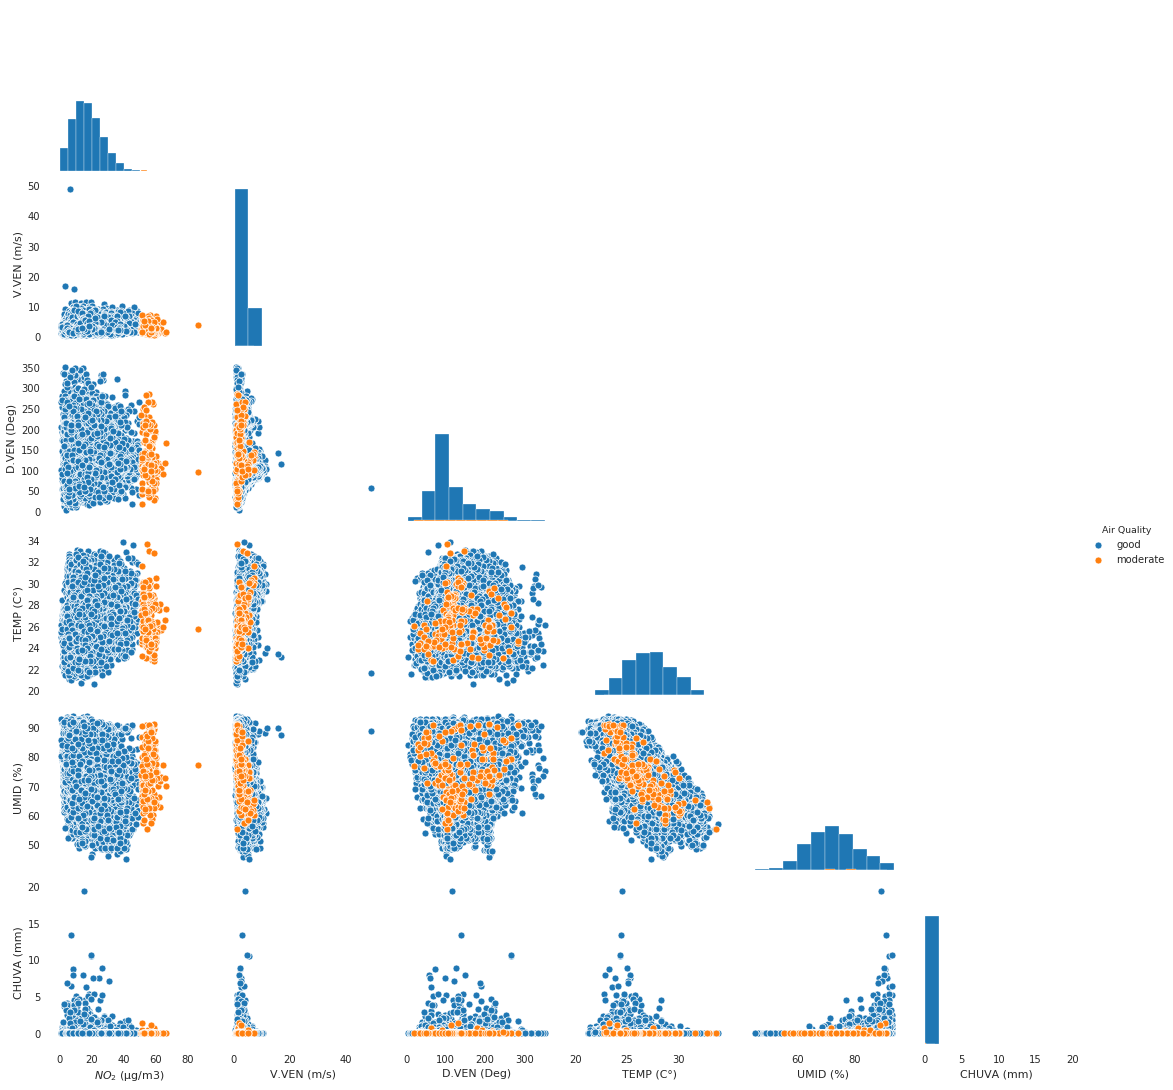 50
40
30
20
10
0
V.VEN (m/s)
350
300
250
200
150
100
50
0
D.VEN (Deg)
34
32
30
28
26
24
22
20
TEMP (C°)
Air Quality
good
moderate
90
80
70
60
50
UMID (%)
20
15
10
5
0
CHUVA (mm)
0 20 40 60 80
NO2 (µg/m3)
0 20 40
V.VEN (m/s)
0 100 200 300
D.VEN (Deg)
20 25 30
TEMP (C°)
60 80
UMID (%)
0 5 10 15 20
CHUVA (mm)